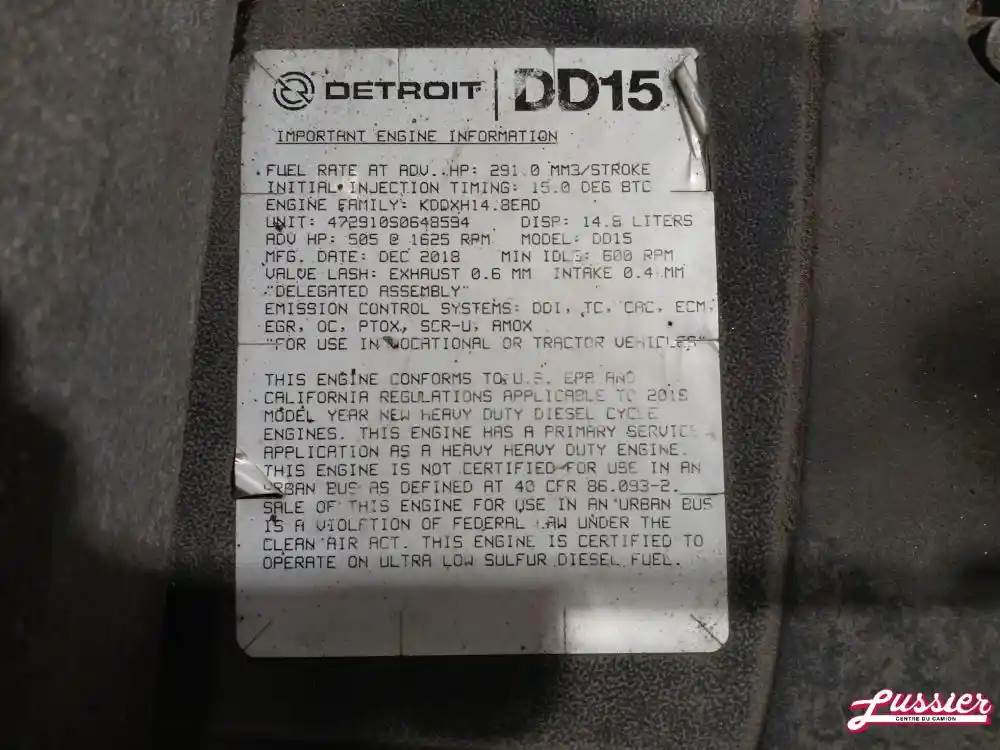 DETROIT | DD15
IMPORTANT ENGINE INFORMATION
FUEL RATE AT ADV. HP: 291.0 MM3/STROKE
INITIAL INJECTION TIMING: 15.0 DEG BTC
ENGINE FAMILY: KDDXH14.8EAD
UNIT: 472910S0648594 DISP: 14.8 LITERS
ADV HP: 505 @ 1625 RPM MODEL: DD15
MFG. DATE: DEC 2018 MIN IDLE: 600 RPM
VALVE LASH: EXHAUST 0.6 MM INTAKE 0.4 MM
"DELEGATED ASSEMBLY"
EMISSION CONTROL SYSTEMS: DDI, TC, CAC, ECM,
EGR, OC, PTOX, SCR-U, AMOX
"FOR USE IN VOCATIONAL OR TRACTOR VEHICLES"
THIS ENGINE CONFORMS TO U.S. EPA AND
CALIFORNIA REGULATIONS APPLICABLE TO 2019
MODEL YEAR NEW HEAVY DUTY DIESEL CYCLE
ENGINES. THIS ENGINE HAS A PRIMARY SERVICE
APPLICATION AS A HEAVY HEAVY DUTY ENGINE.
THIS ENGINE IS NOT CERTIFIED FOR USE IN AN
URBAN BUS AS DEFINED AT 40 CFR 86.093-2.
SALE OF THIS ENGINE FOR USE IN AN URBAN BUS
IS A VIOLATION OF FEDERAL LAW UNDER THE
CLEAN AIR ACT. THIS ENGINE IS CERTIFIED TO
OPERATE ON ULTRA LOW SULFUR DIESEL FUEL.
Lussier
CENTRE DU CAMION